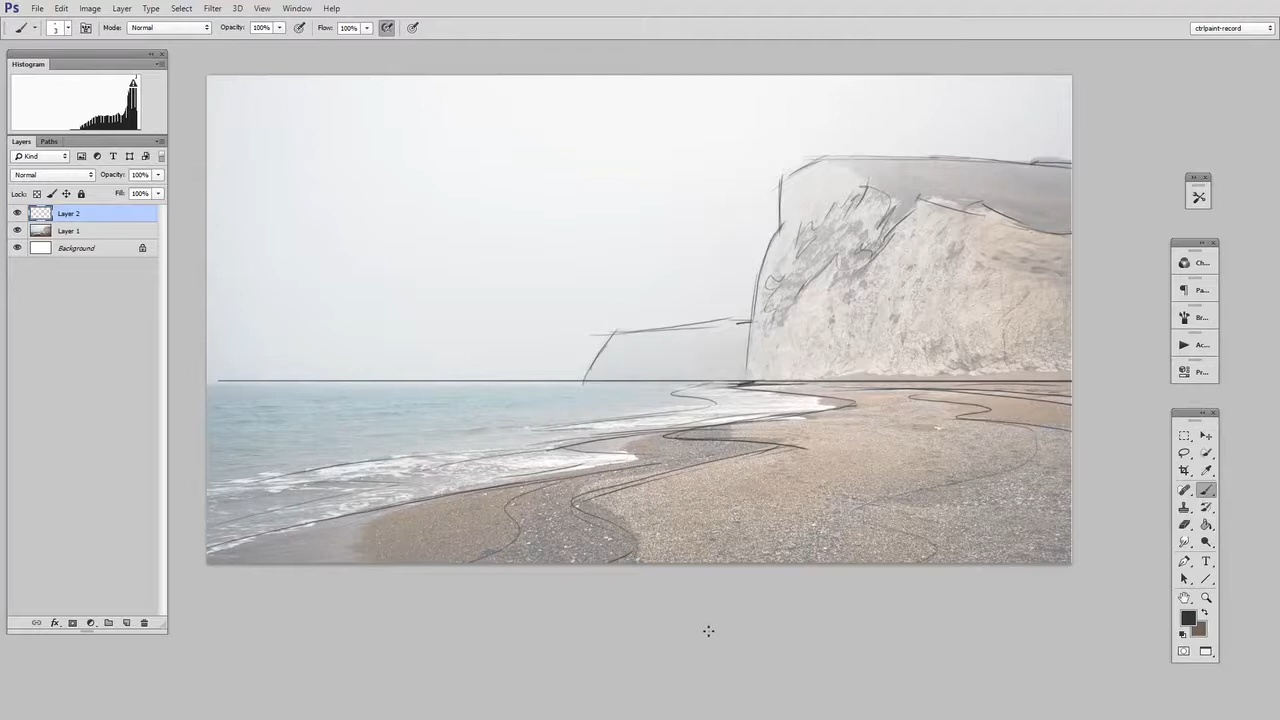 Ps File Edit Image Layer Type Select Filter 3D View Window Help
3 Mode: Normal Opacity: 100% Flow: 100% ctrlpaint-record
Histogram
Layers Paths
Kind
Normal Opacity: 100%
Lock: Fill: 100%
Layer 2
Layer 1
Background
fx
Ch...
Pa...
Br...
Ac...
Pr...
T